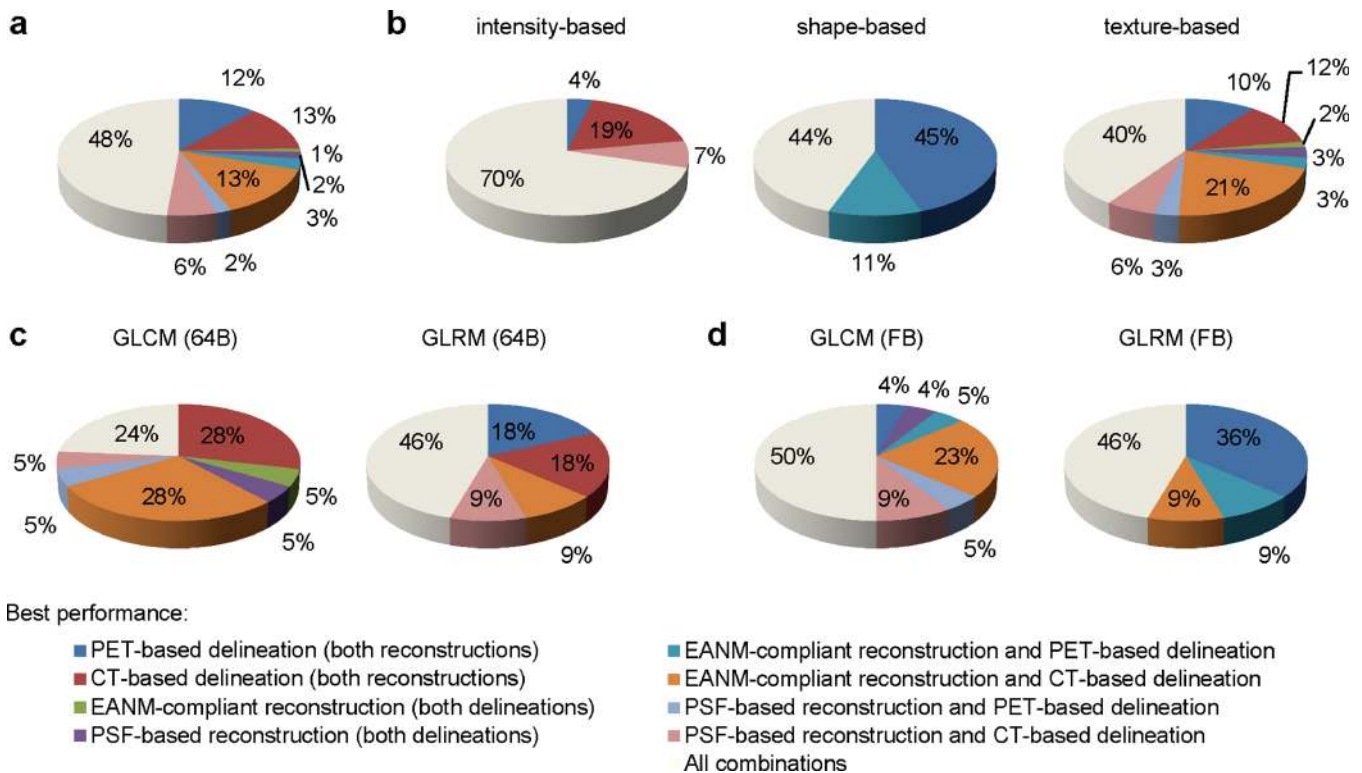 a
b
intensity-based
shape-based
texture-based
12%
13%
1%
2%
3%
13%
2%
6%
48%
4%
19%
7%
70%
45%
11%
44%
10%
12%
2%
3%
3%
21%
3%
6%
40%
c
GLCM (64B)
GLRM (64B)
d
GLCM (FB)
GLRM (FB)
28%
5%
5%
28%
5%
5%
24%
18%
18%
9%
9%
46%
4%
4%
5%
23%
5%
9%
50%
36%
9%
9%
46%
Best performance:
PET-based delineation (both reconstructions)
CT-based delineation (both reconstructions)
EANM-compliant reconstruction (both delineations)
PSF-based reconstruction (both delineations)
EANM-compliant reconstruction and PET-based delineation
EANM-compliant reconstruction and CT-based delineation
PSF-based reconstruction and PET-based delineation
PSF-based reconstruction and CT-based delineation
All combinations